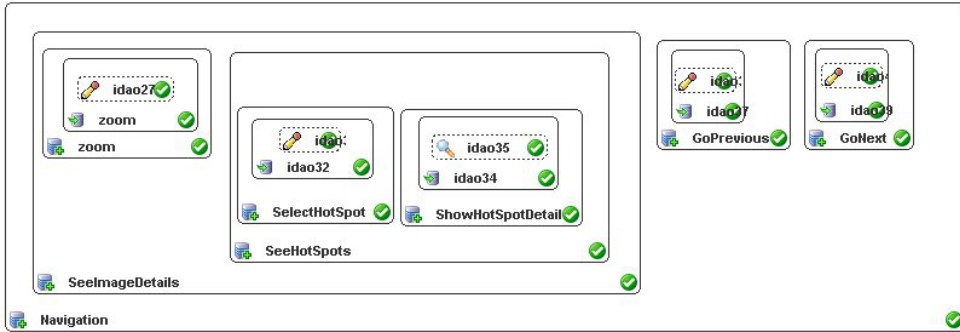 idao27
zoom
zoom
idao32
SelectHotSpot
idao35
idao34
ShowHotSpotDetail
SeeHotSpots
SeeImageDetails
GoPrevious
GoNext
Navigation